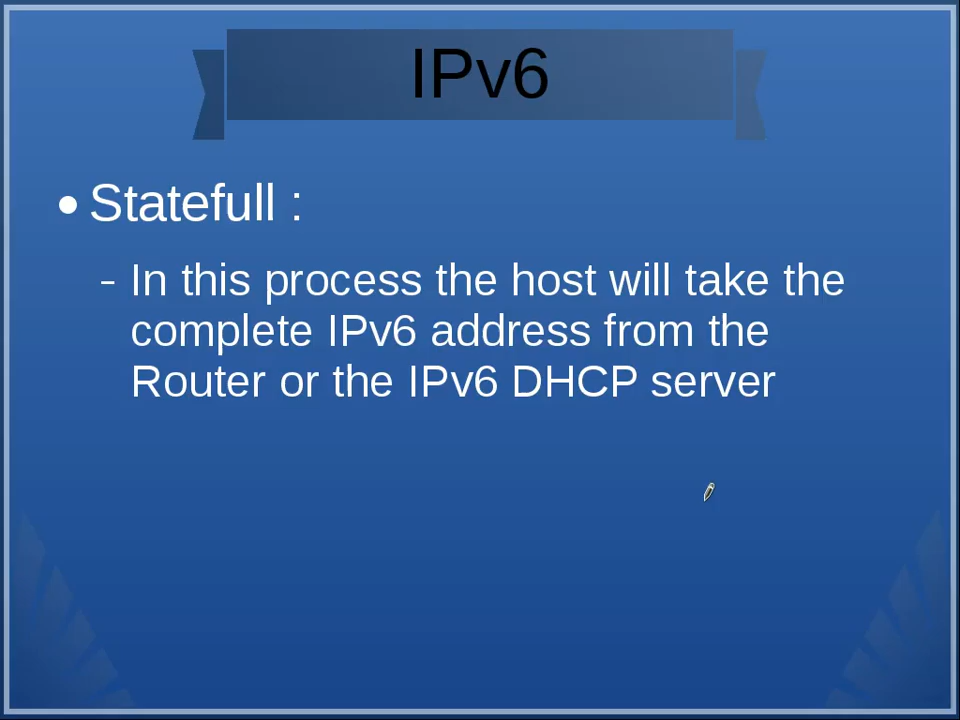 IPv6
• Statefull :
– In this process the host will take the
complete IPv6 address from the
Router or the IPv6 DHCP server